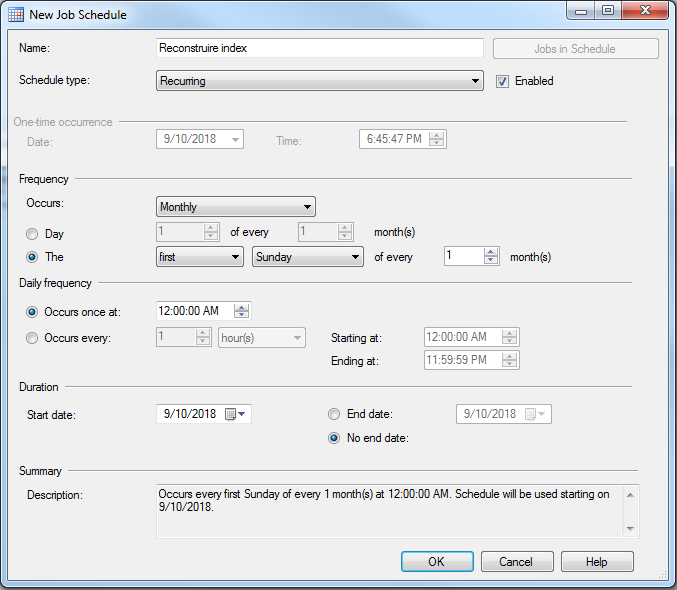 New Job Schedule
Name: Reconstruire index Jobs in Schedule
Schedule type: Recurring Enabled
One-time occurrence
Date: 9/10/2018 Time: 6:45:47 PM
Frequency
Occurs: Monthly
Day 1 of every 1 month(s)
The first Sunday of every 1 month(s)
Daily frequency
Occurs once at: 12:00:00 AM
Occurs every: 1 hour(s) Starting at: 12:00:00 AM
Ending at: 11:59:59 PM
Duration
Start date: 9/10/2018 End date: 9/10/2018
No end date:
Summary
Description: Occurs every first Sunday of every 1 month(s) at 12:00:00 AM. Schedule will be used starting on
9/10/2018.
OK Cancel Help